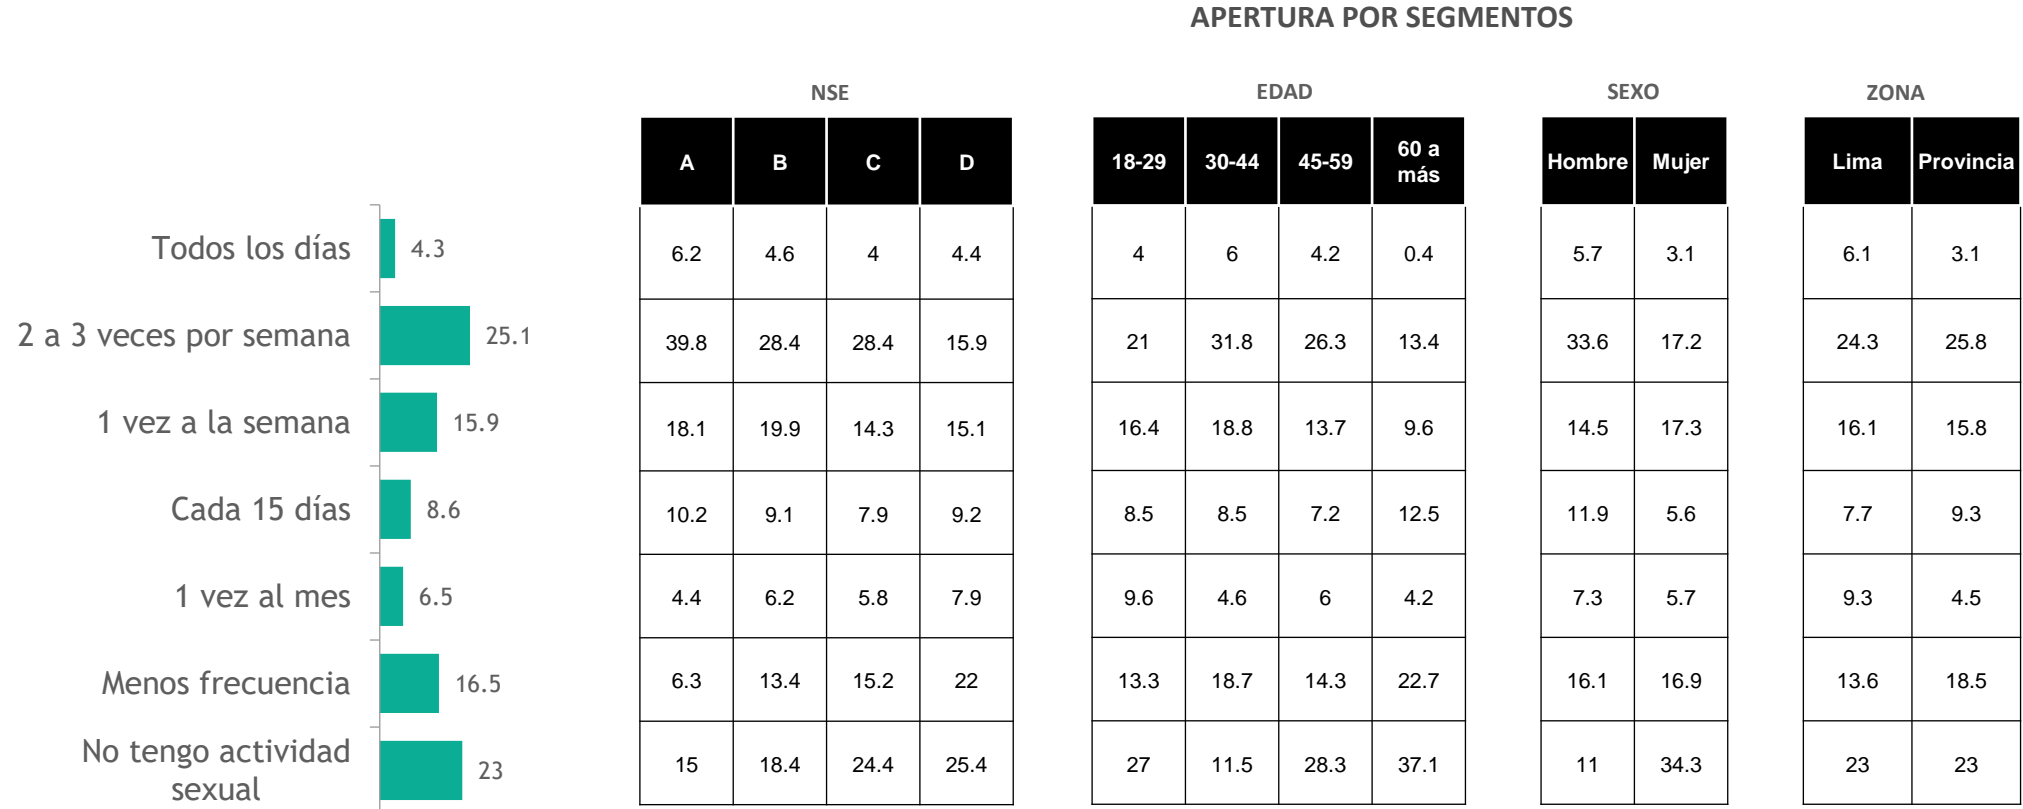 APERTURA POR SEGMENTOS
NSE EDAD SEXO ZONA
A B C D 18-29 30-44 45-59 60 a más Hombre Mujer Lima Provincia
Todos los días 4.3 6.2 4.6 4 4.4 4 6 4.2 0.4 5.7 3.1 6.1 3.1
2 a 3 veces por semana 25.1 39.8 28.4 28.4 15.9 21 31.8 26.3 13.4 33.6 17.2 24.3 25.8
1 vez a la semana 15.9 18.1 19.9 14.3 15.1 16.4 18.8 13.7 9.6 14.5 17.3 16.1 15.8
Cada 15 días 8.6 10.2 9.1 7.9 9.2 8.5 8.5 7.2 12.5 11.9 5.6 7.7 9.3
1 vez al mes 6.5 4.4 6.2 5.8 7.9 9.6 4.6 6 4.2 7.3 5.7 9.3 4.5
Menos frecuencia 16.5 6.3 13.4 15.2 22 13.3 18.7 14.3 22.7 16.1 16.9 13.6 18.5
No tengo actividad
sexual 23 15 18.4 24.4 25.4 27 11.5 28.3 37.1 11 34.3 23 23